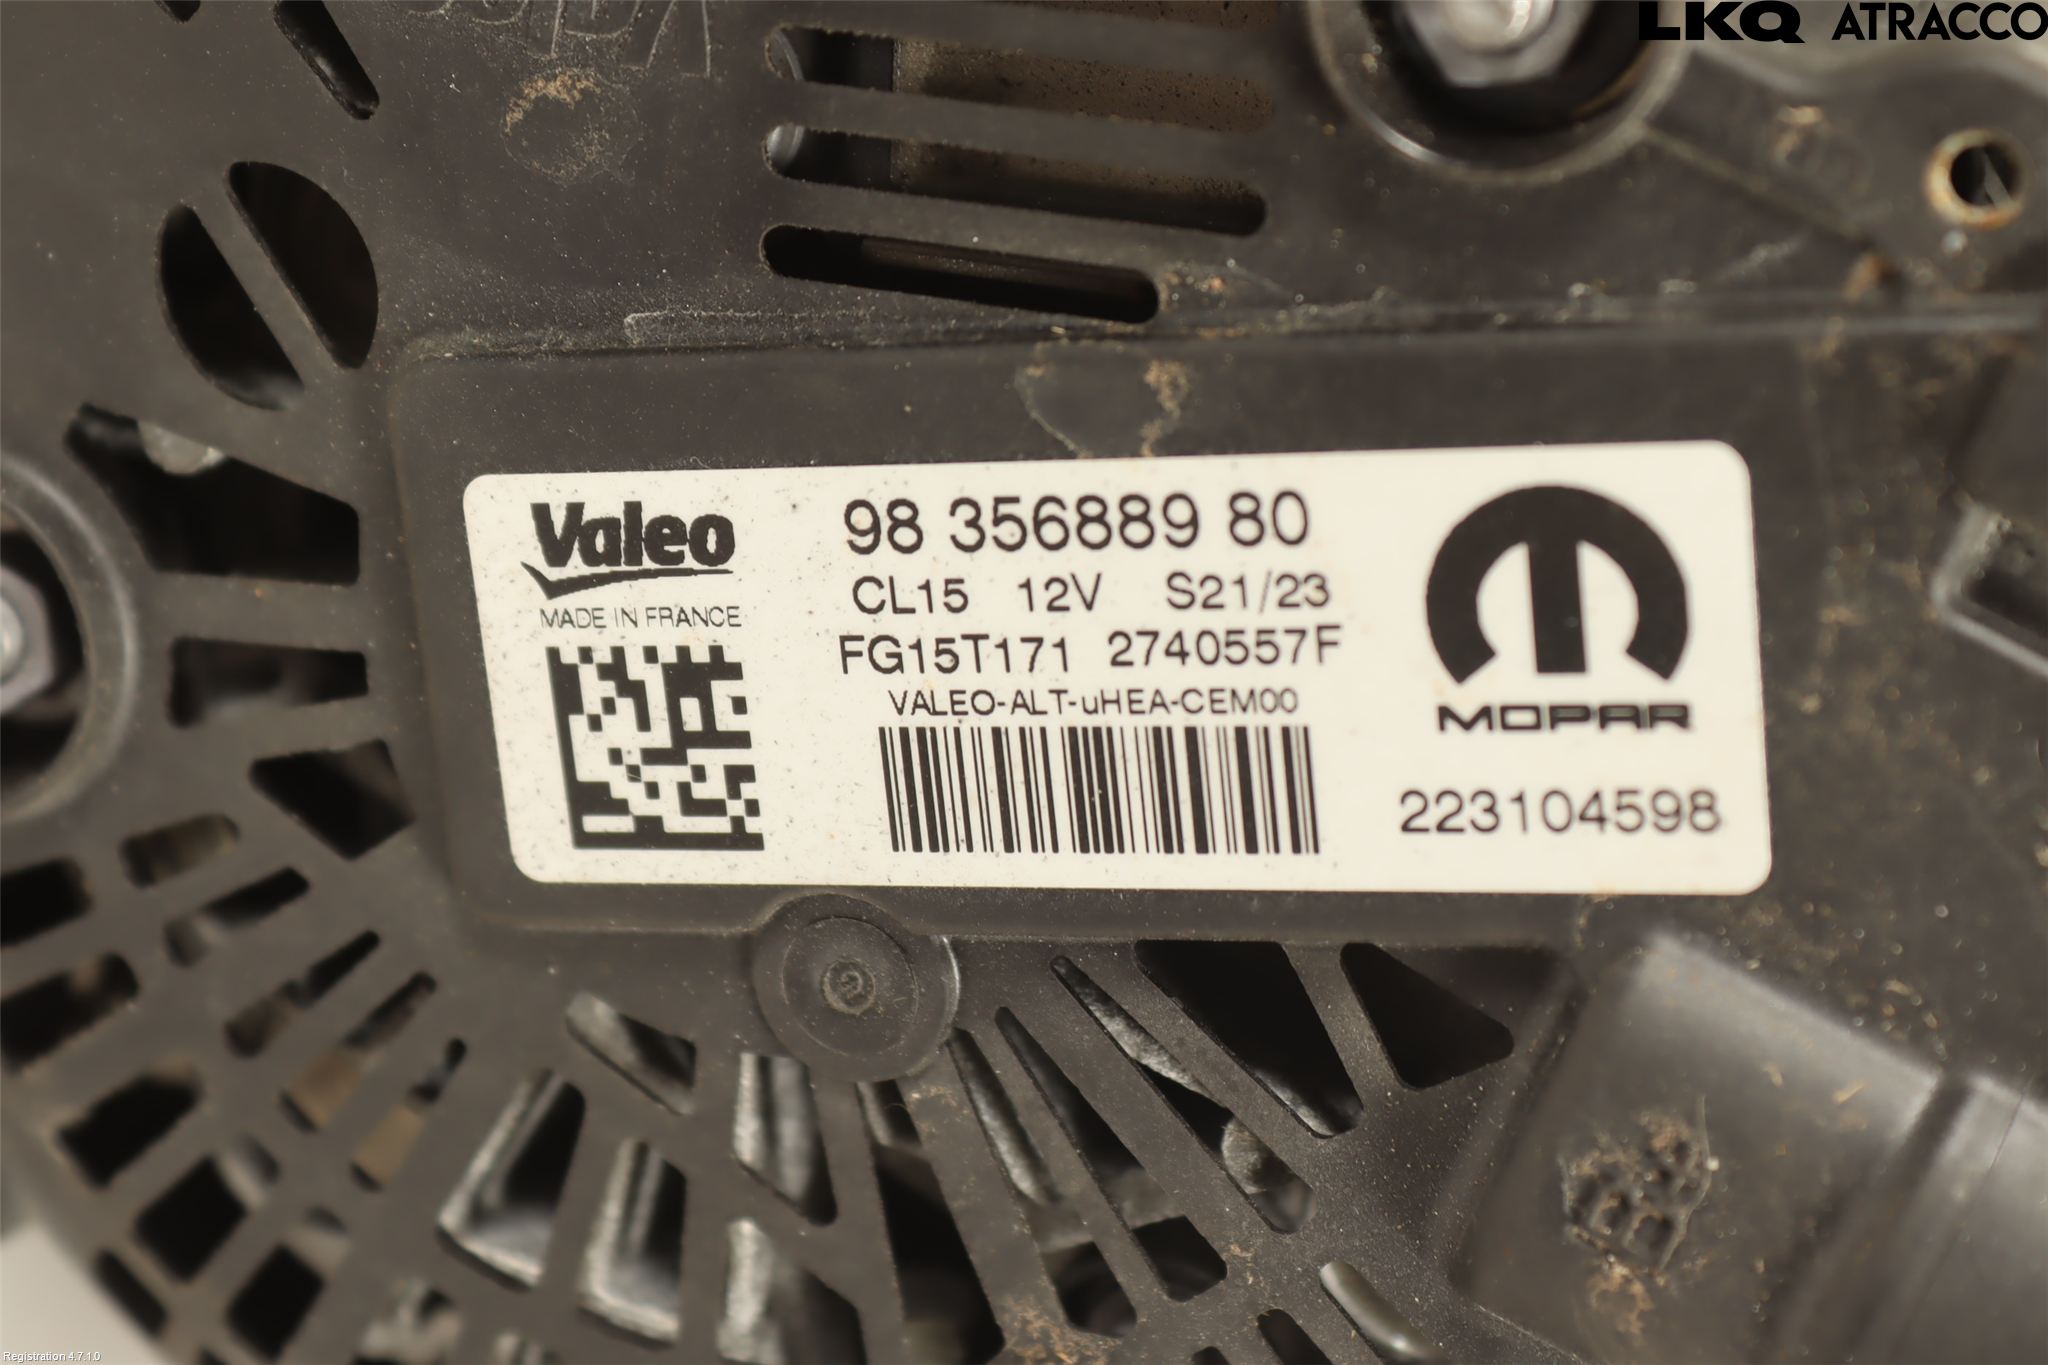 LKQ ATRACCO
Valeo
MADE IN FRANCE
98 356889 80
CL15 12V S21/23
FG15T171 2740557F
VALEO-ALT-uHEA-CEM00
MOPAR
223104598
Registration 4.7.1.0